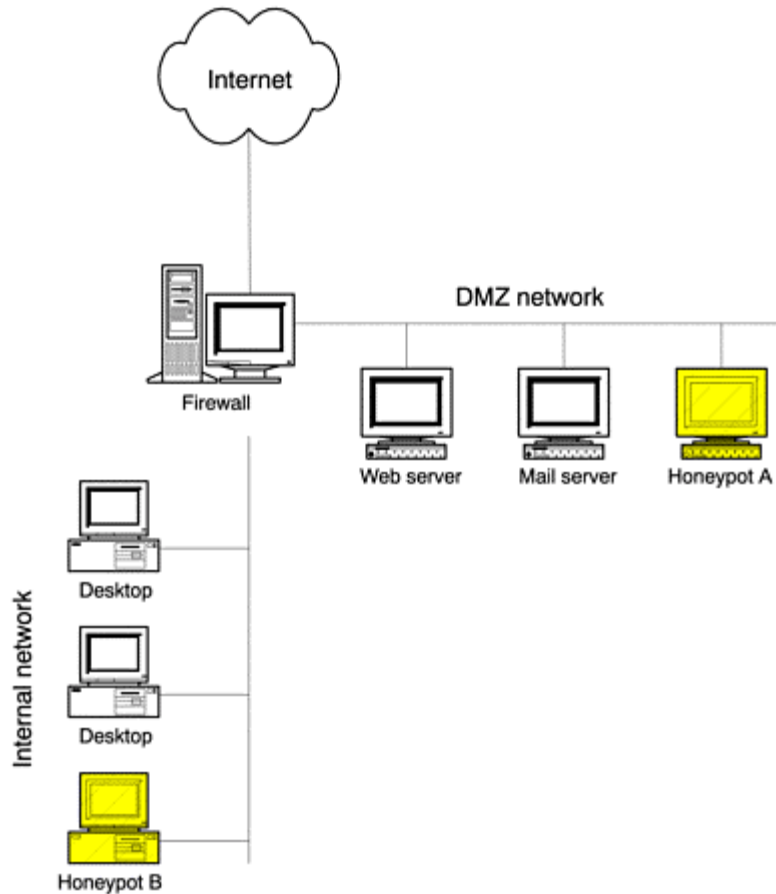 Internet
DMZ network
Firewall
Web server
Mail server
Honeypot A
Desktop
Internal network
Desktop
Honeypot B